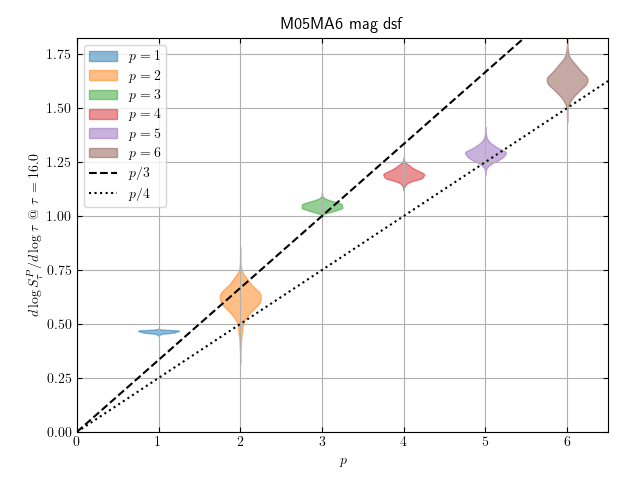 M05MA6 mag dsf
1.75
1.50
1.25
1.00
0.75
0.50
0.25
0.00
d log S_τ^P / d log τ @ τ = 16.0
p = 1
p = 2
p = 3
p = 4
p = 5
p = 6
p/3
p/4
0 1 2 3 4 5 6
p